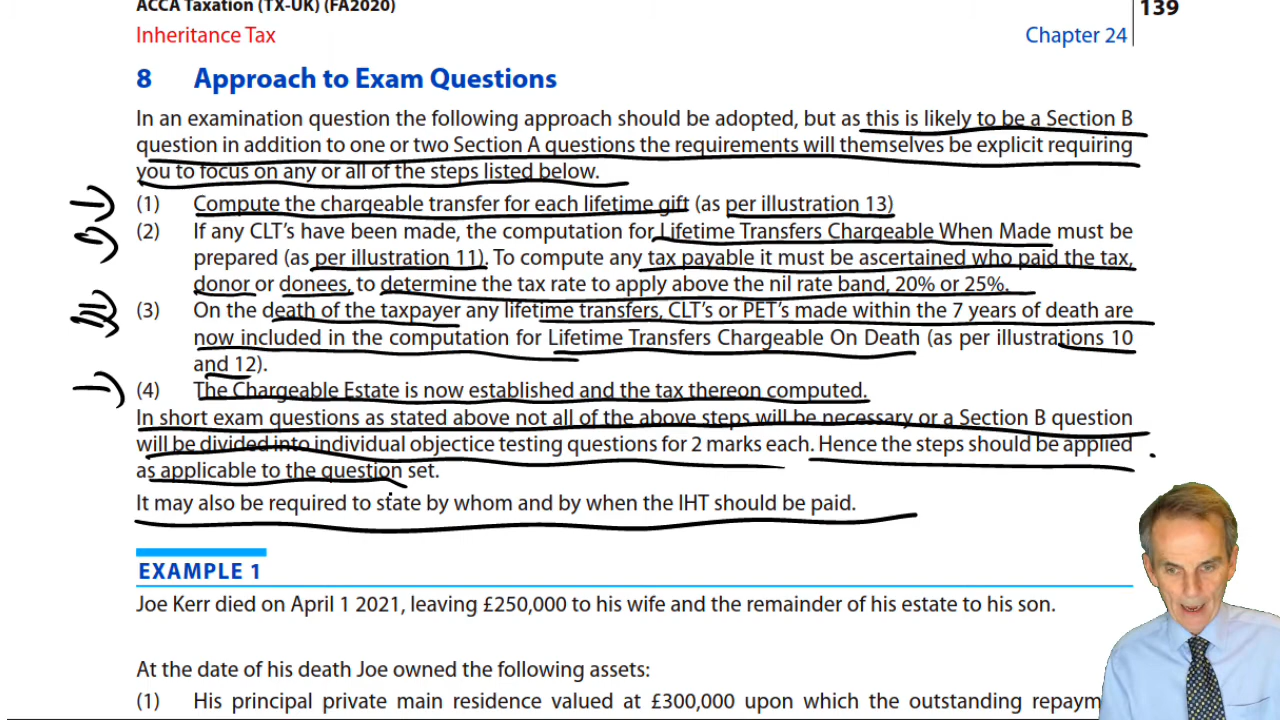 ACCA Taxation (TX-UK) (FA2020)
139
Inheritance Tax
Chapter 24
8 Approach to Exam Questions
In an examination question the following approach should be adopted, but as this is likely to be a Section B
question in addition to one or two Section A questions the requirements will themselves be explicit requiring
you to focus on any or all of the steps listed below.
(1) Compute the chargeable transfer for each lifetime gift (as per illustration 13)
(2) If any CLT's have been made, the computation for Lifetime Transfers Chargeable When Made must be
prepared (as per illustration 11). To compute any tax payable it must be ascertained who paid the tax,
donor or donees, to determine the tax rate to apply above the nil rate band, 20% or 25%.
(3) On the death of the taxpayer any lifetime transfers, CLT's or PET's made within the 7 years of death are
now included in the computation for Lifetime Transfers Chargeable On Death (as per illustrations 10
and 12).
(4) The Chargeable Estate is now established and the tax thereon computed.
In short exam questions as stated above not all of the above steps will be necessary or a Section B question
will be divided into individual objectice testing questions for 2 marks each. Hence the steps should be applied
as applicable to the question set.
It may also be required to state by whom and by when the IHT should be paid.
EXAMPLE 1
Joe Kerr died on April 1 2021, leaving £250,000 to his wife and the remainder of his estate to his son.
At the date of his death Joe owned the following assets:
(1) His principal private main residence valued at £300,000 upon which the outstanding repaym